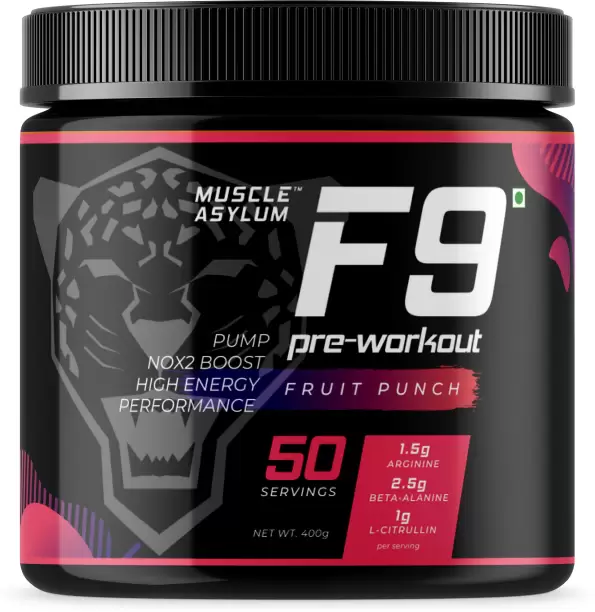 MUSCLE™
ASYLUM
F9
pre-workout
PUMP
NOX2 BOOST
HIGH ENERGY
PERFORMANCE
FRUIT PUNCH
50
SERVINGS
NET WT. 400g
1.5g
ARGININE
2.5g
BETA-ALANINE
1g
L-CITRULLIN
per serving